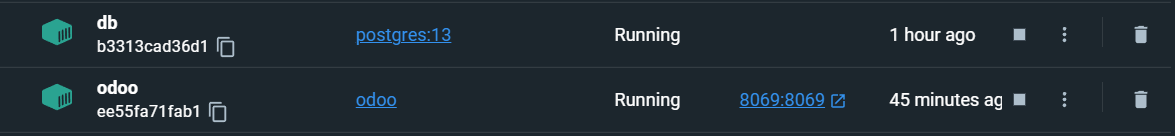 db
b3313cad36d1
postgres:13
Running
1 hour ago
odoo
ee55fa71fab1
odoo
Running
8069:8069
45 minutes ag